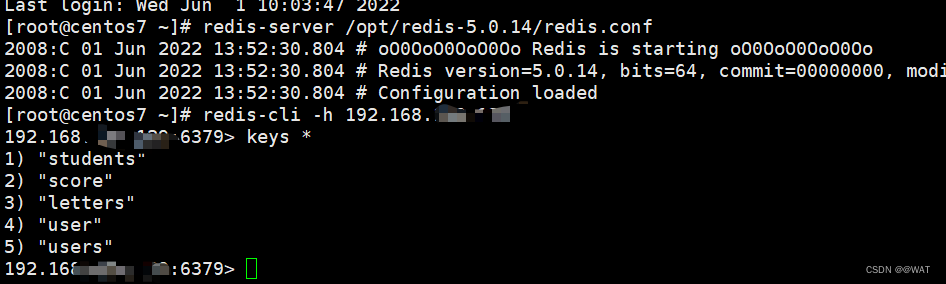 Last login: Wed Jun  1 10:03:47 2022
[root@centos7 ~]# redis-server /opt/redis-5.0.14/redis.conf
2008:C 01 Jun 2022 13:52:30.804 # oO0OoO0OoO0Oo Redis is starting oO0OoO0OoO0Oo
2008:C 01 Jun 2022 13:52:30.804 # Redis version=5.0.14, bits=64, commit=00000000, modi
2008:C 01 Jun 2022 13:52:30.804 # Configuration loaded
[root@centos7 ~]# redis-cli -h 192.168.
192.168. :6379> keys *
1) "students"
2) "score"
3) "letters"
4) "user"
5) "users"
192.168 :6379>
CSDN @@WAT